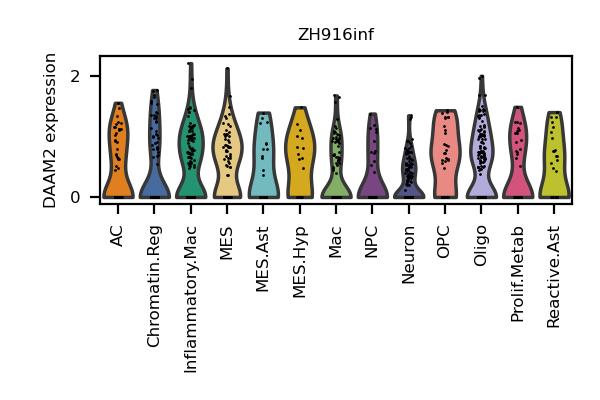 ZH916inf
DAAM2 expression
2
0
AC
Chromatin.Reg
Inflammatory.Mac
MES
MES.Ast
MES.Hyp
Mac
NPC
Neuron
OPC
Oligo
Prolif.Metab
Reactive.Ast